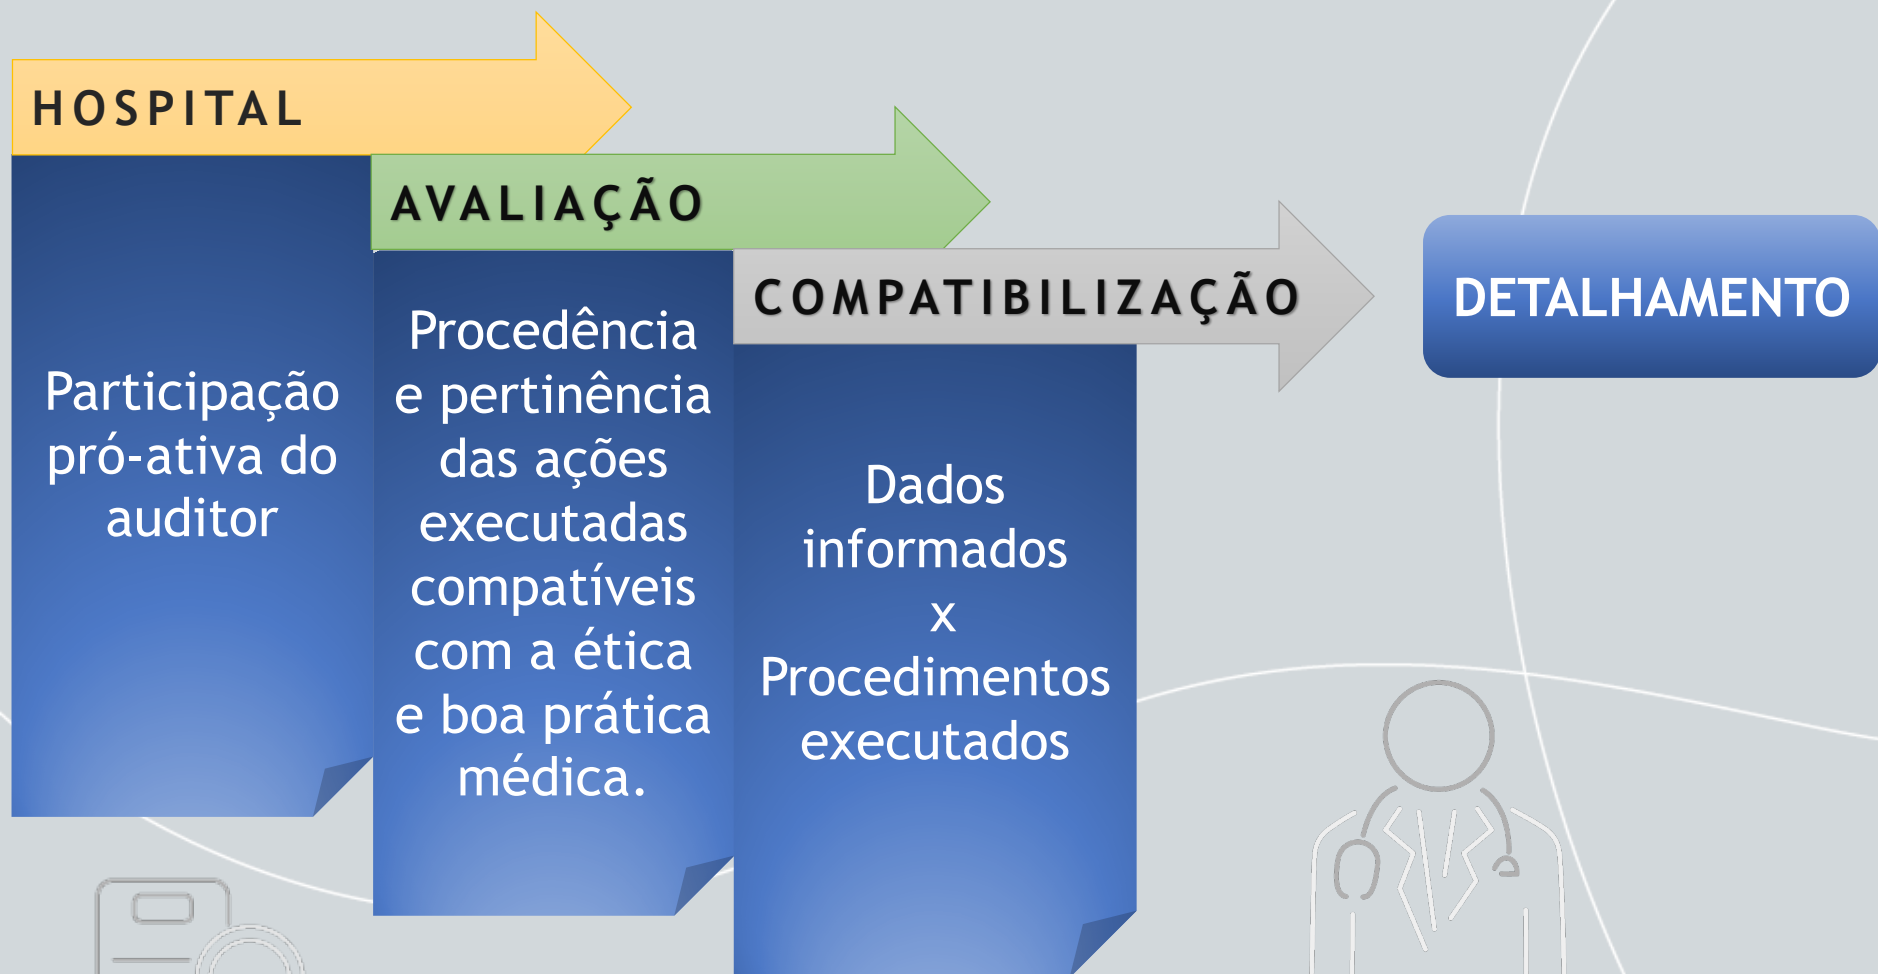 HOSPITAL
Participação
pró-ativa do
auditor
AVALIAÇÃO
Procedência
e pertinência
das ações
executadas
compatíveis
com a ética
e boa prática
médica.
COMPATIBILIZAÇÃO
Dados
informados
x
Procedimentos
executados
DETALHAMENTO